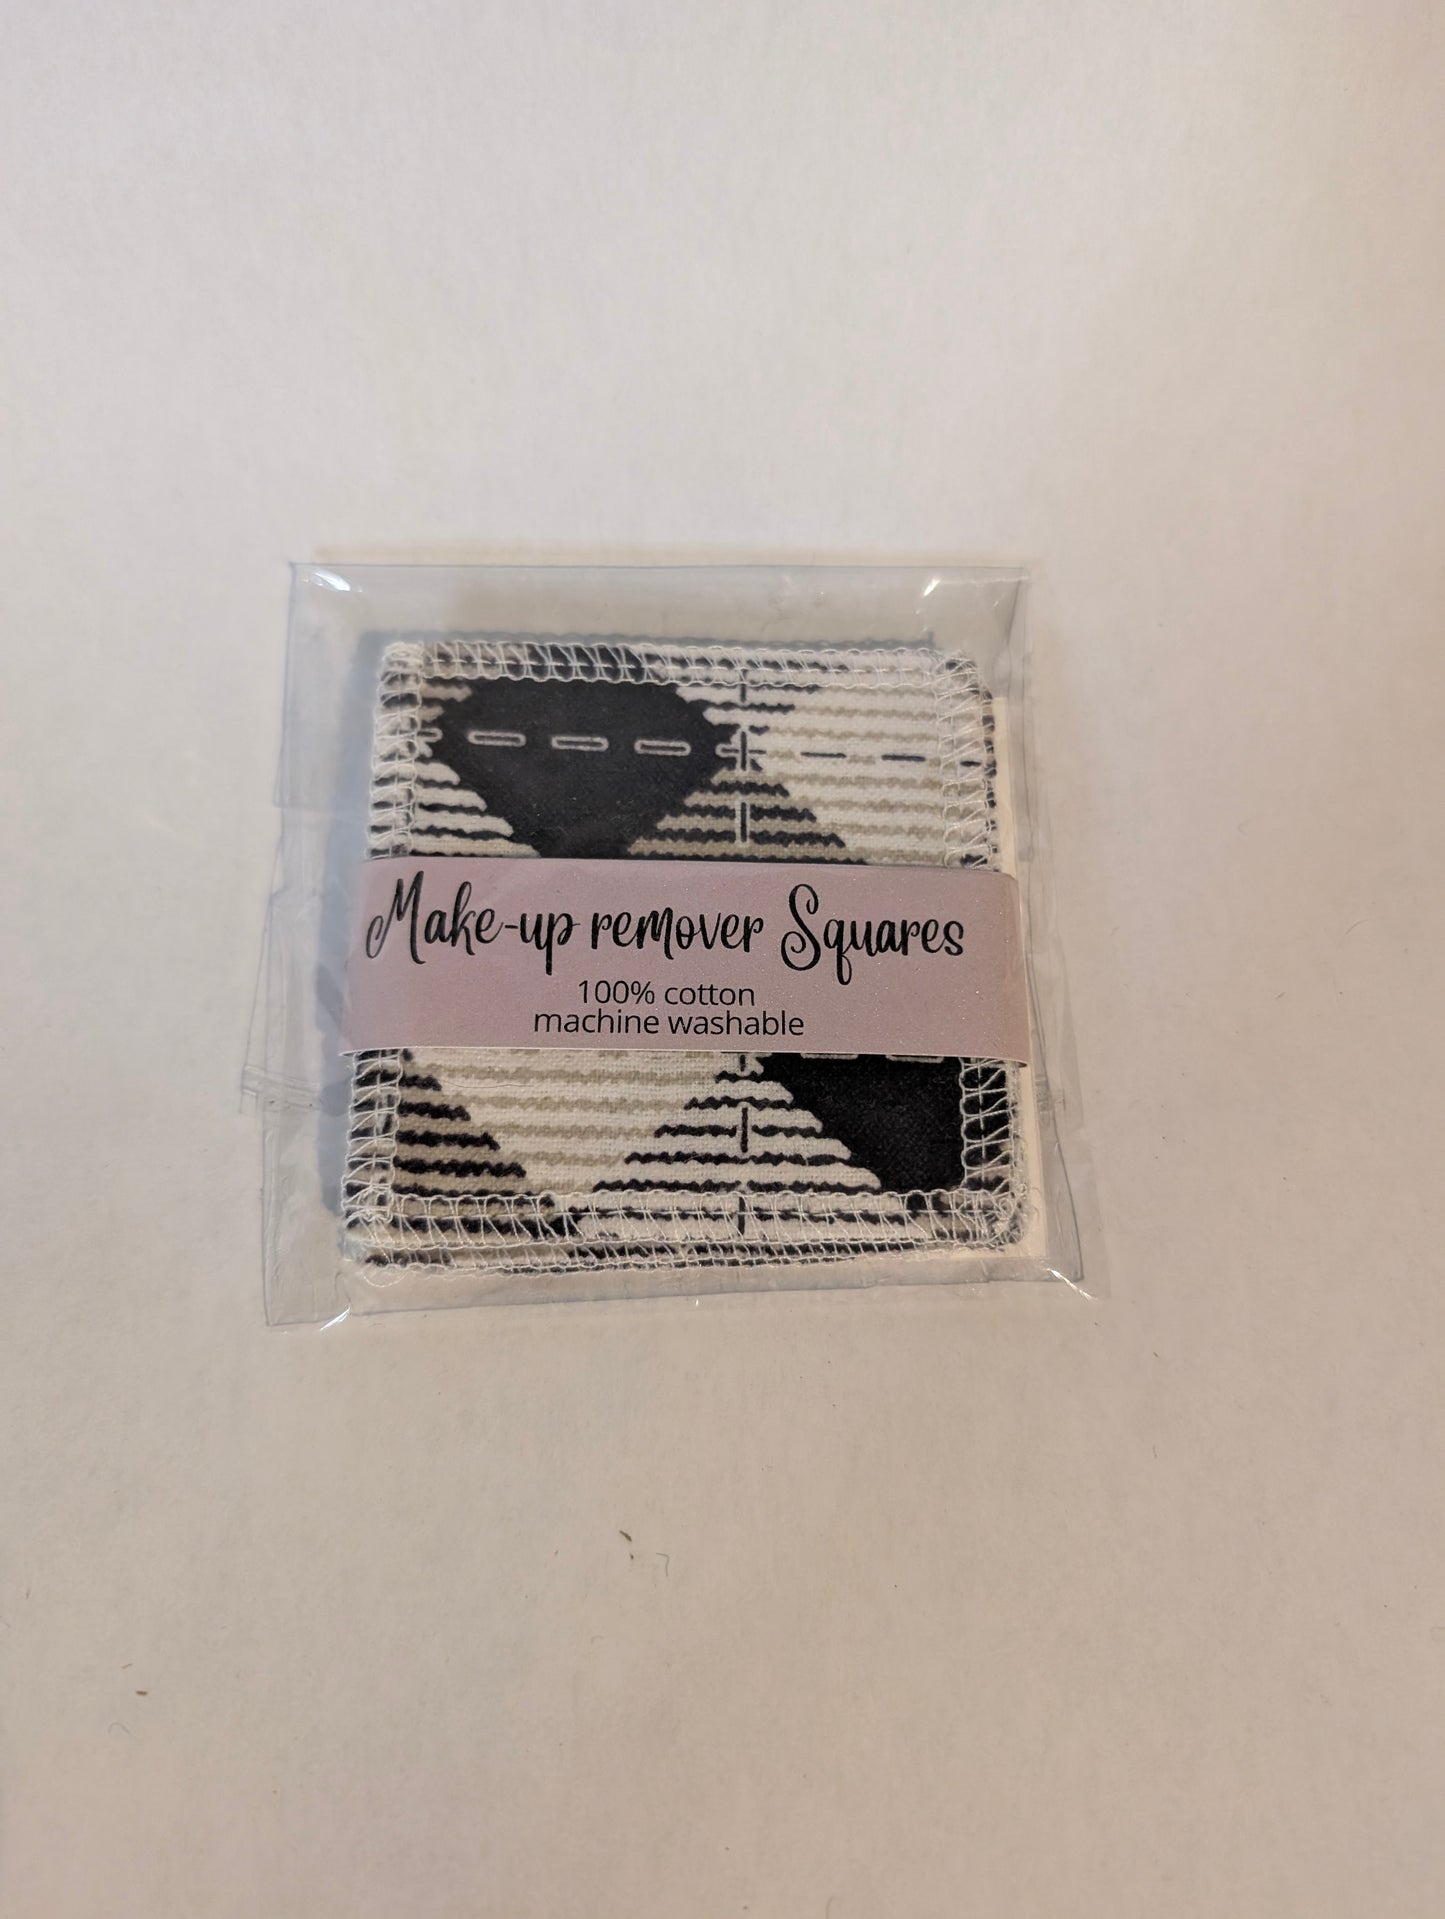 Make-up remover Squares
100% cotton
machine washable